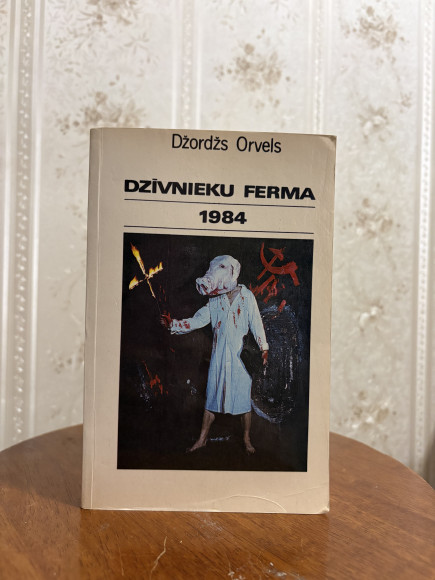 Džordžs Orvels
DZĪVNIEKU FERMA
1984